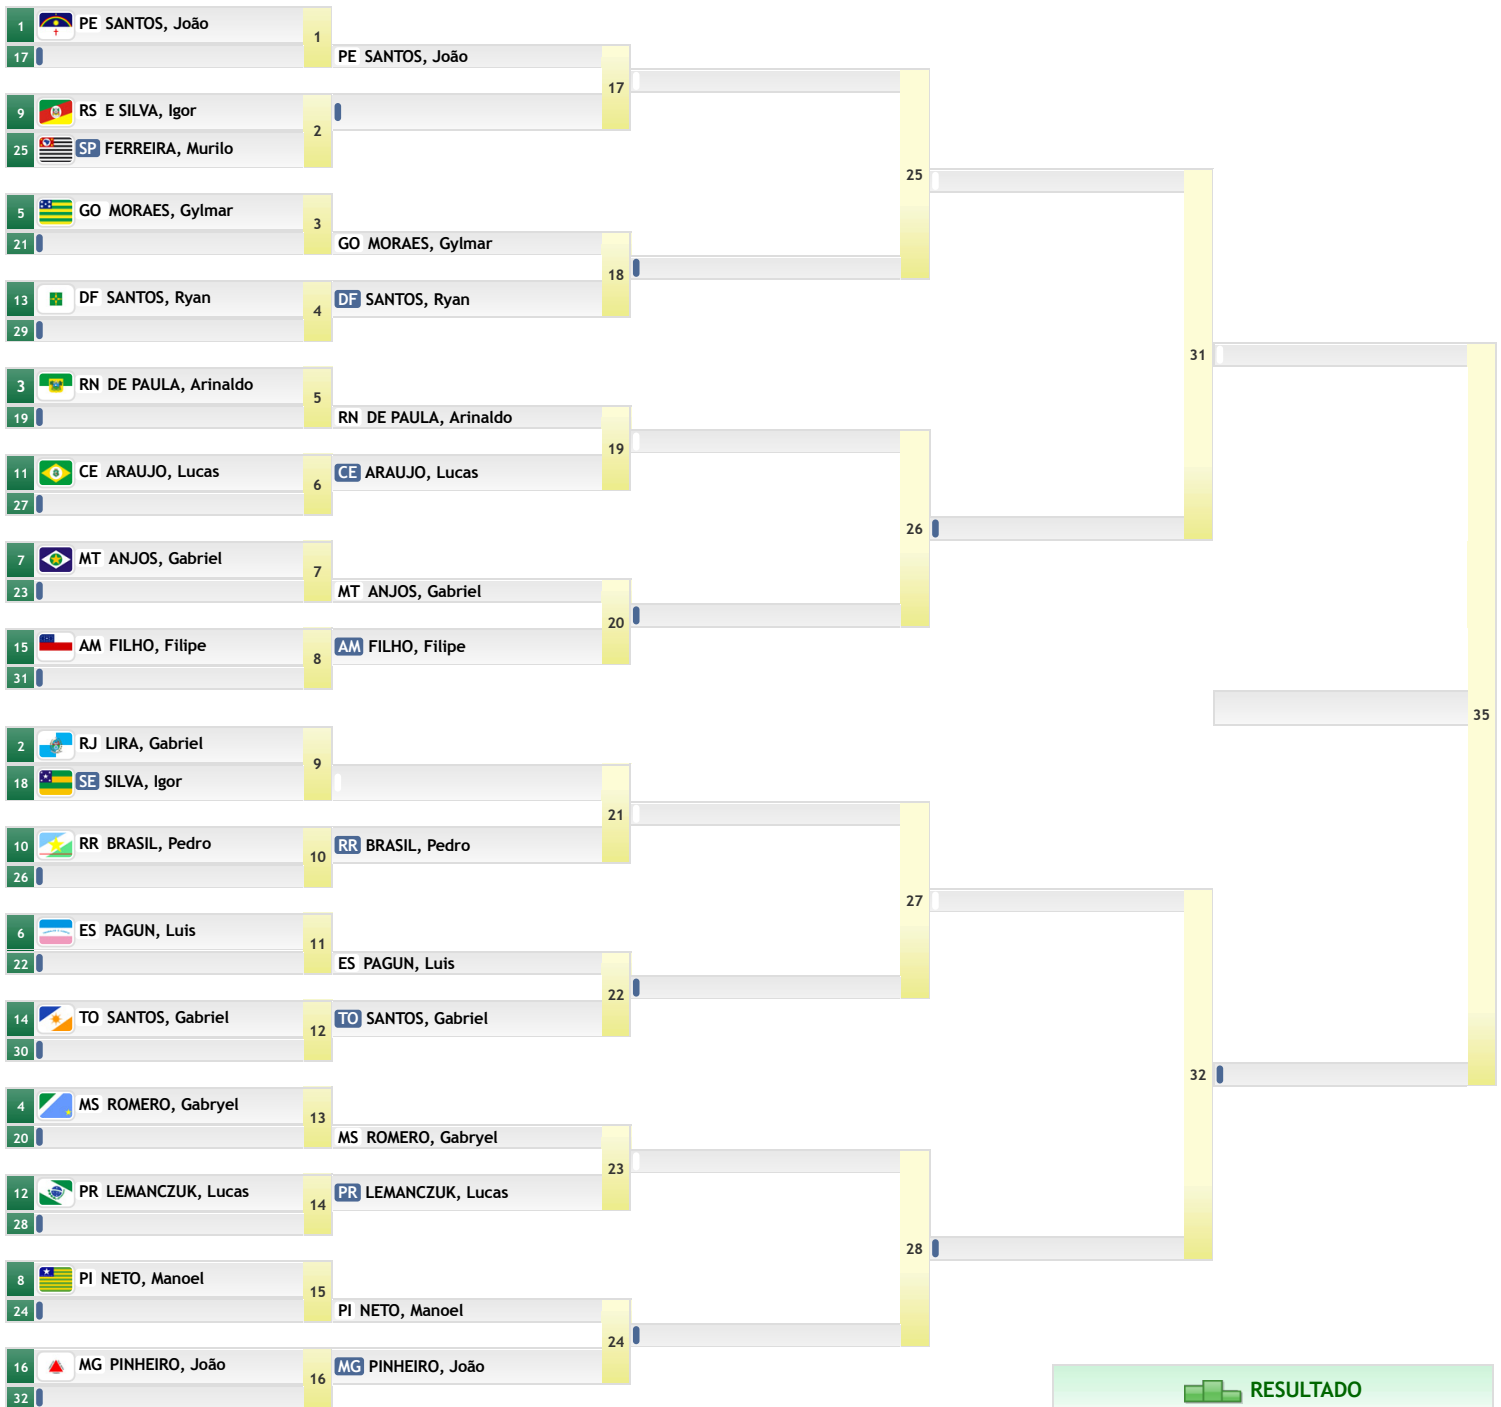 1 PE SANTOS, João
17
1
PE SANTOS, João
17
9 RS E SILVA, Igor
25 SP FERREIRA, Murilo
2
25
5 GO MORAES, Gylmar
21
3
GO MORAES, Gylmar
18
13 DF SANTOS, Ryan
29
4
DF SANTOS, Ryan
31
3 RN DE PAULA, Arinaldo
19
5
RN DE PAULA, Arinaldo
19
11 CE ARAUJO, Lucas
27
6
CE ARAUJO, Lucas
26
7 MT ANJOS, Gabriel
23
7
MT ANJOS, Gabriel
20
15 AM FILHO, Filipe
31
8
AM FILHO, Filipe
35
2 RJ LIRA, Gabriel
18 SE SILVA, Igor
9
21
10 RR BRASIL, Pedro
26
10
RR BRASIL, Pedro
27
6 ES PAGUN, Luis
22
11
ES PAGUN, Luis
22
14 TO SANTOS, Gabriel
30
12
TO SANTOS, Gabriel
32
4 MS ROMERO, Gabryel
20
13
MS ROMERO, Gabryel
23
12 PR LEMANCZUK, Lucas
28
14
PR LEMANCZUK, Lucas
28
8 PI NETO, Manoel
24
15
PI NETO, Manoel
24
16 MG PINHEIRO, João
32
16
MG PINHEIRO, João
RESULTADO